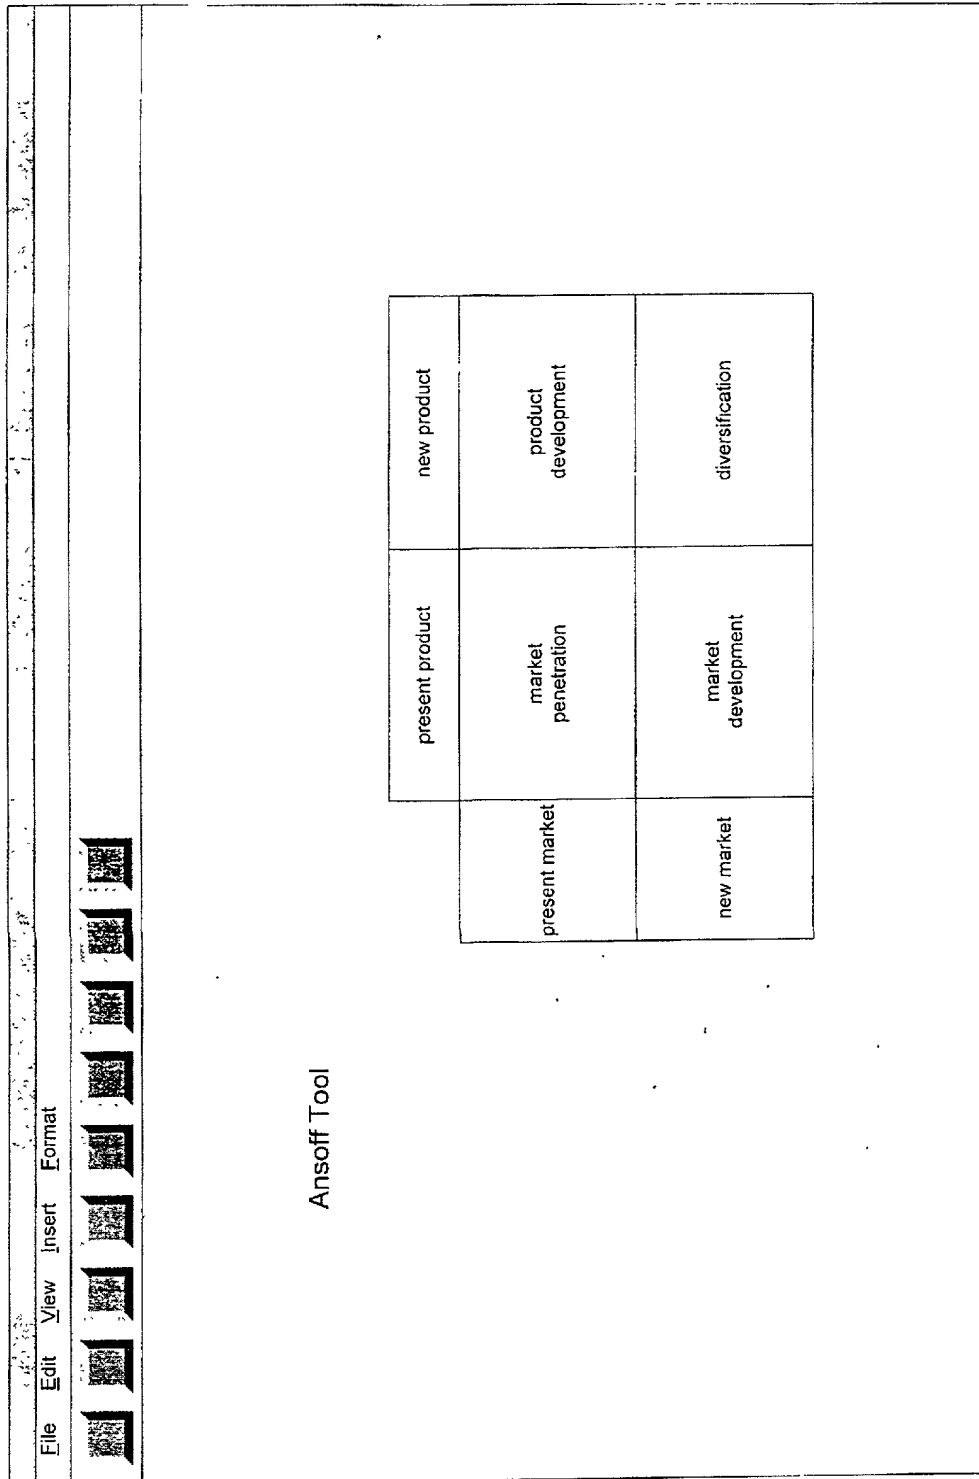 File Edit View Insert Format
Ansoff Tool
present product new product
present market market penetration product development
new market market development diversification